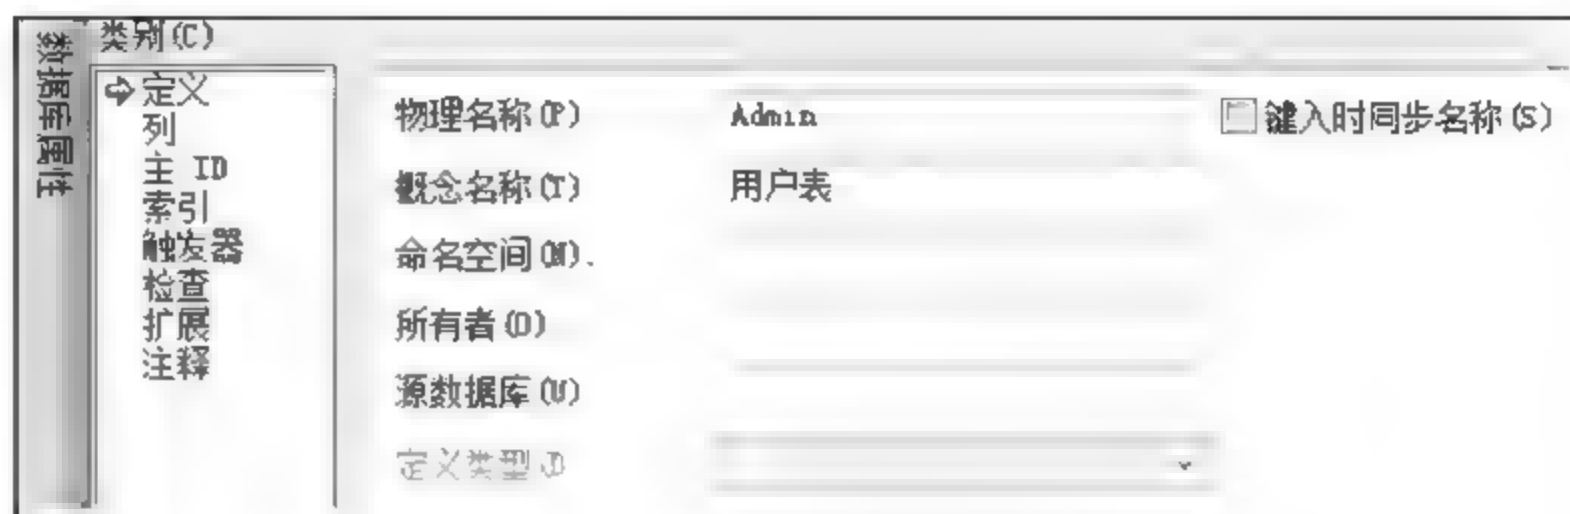 数据库属性
类别(C)
定义
列
主 ID
索引
触发器
检查
扩展
注释
物理名称(P) Admin 键入时同步名称(S)
概念名称(T) 用户表
命名空间(M).
所有者(O)
源数据库(U)
定义类型(I)